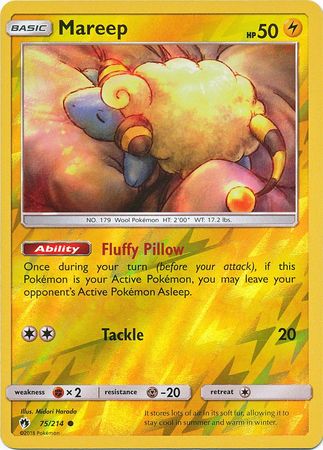 BASIC
Mareep
HP 50
NO. 179 Wool Pokémon HT: 2'00" WT: 17.2 lbs.
Ability Fluffy Pillow
Once during your turn (before your attack), if this
Pokémon is your Active Pokémon, you may leave your
opponent's Active Pokémon Asleep.
Tackle 20
weakness × 2 resistance -20 retreat
Illus. Midori Harada
75/214
©2018 Pokémon
It stores lots of air in its soft fur, allowing it to
stay cool in summer and warm in winter.